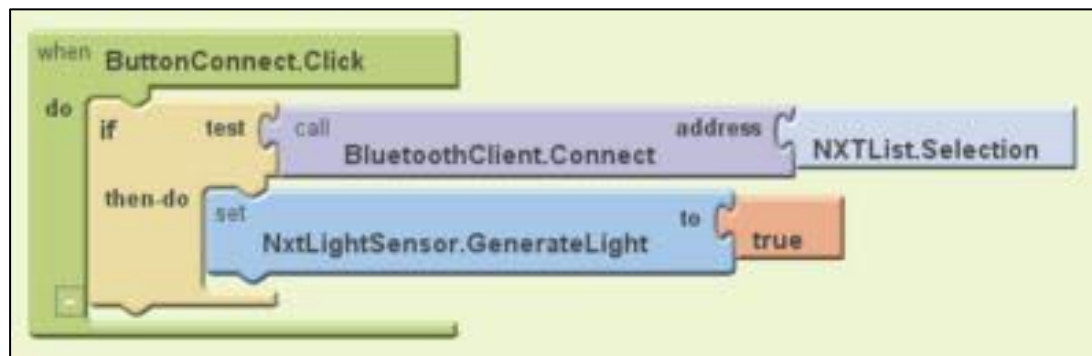 when ButtonConnect.Click
do if test call BluetoothClient.Connect address NXTList.Selection
then-do set NxtLightSensor.GenerateLight to true
-